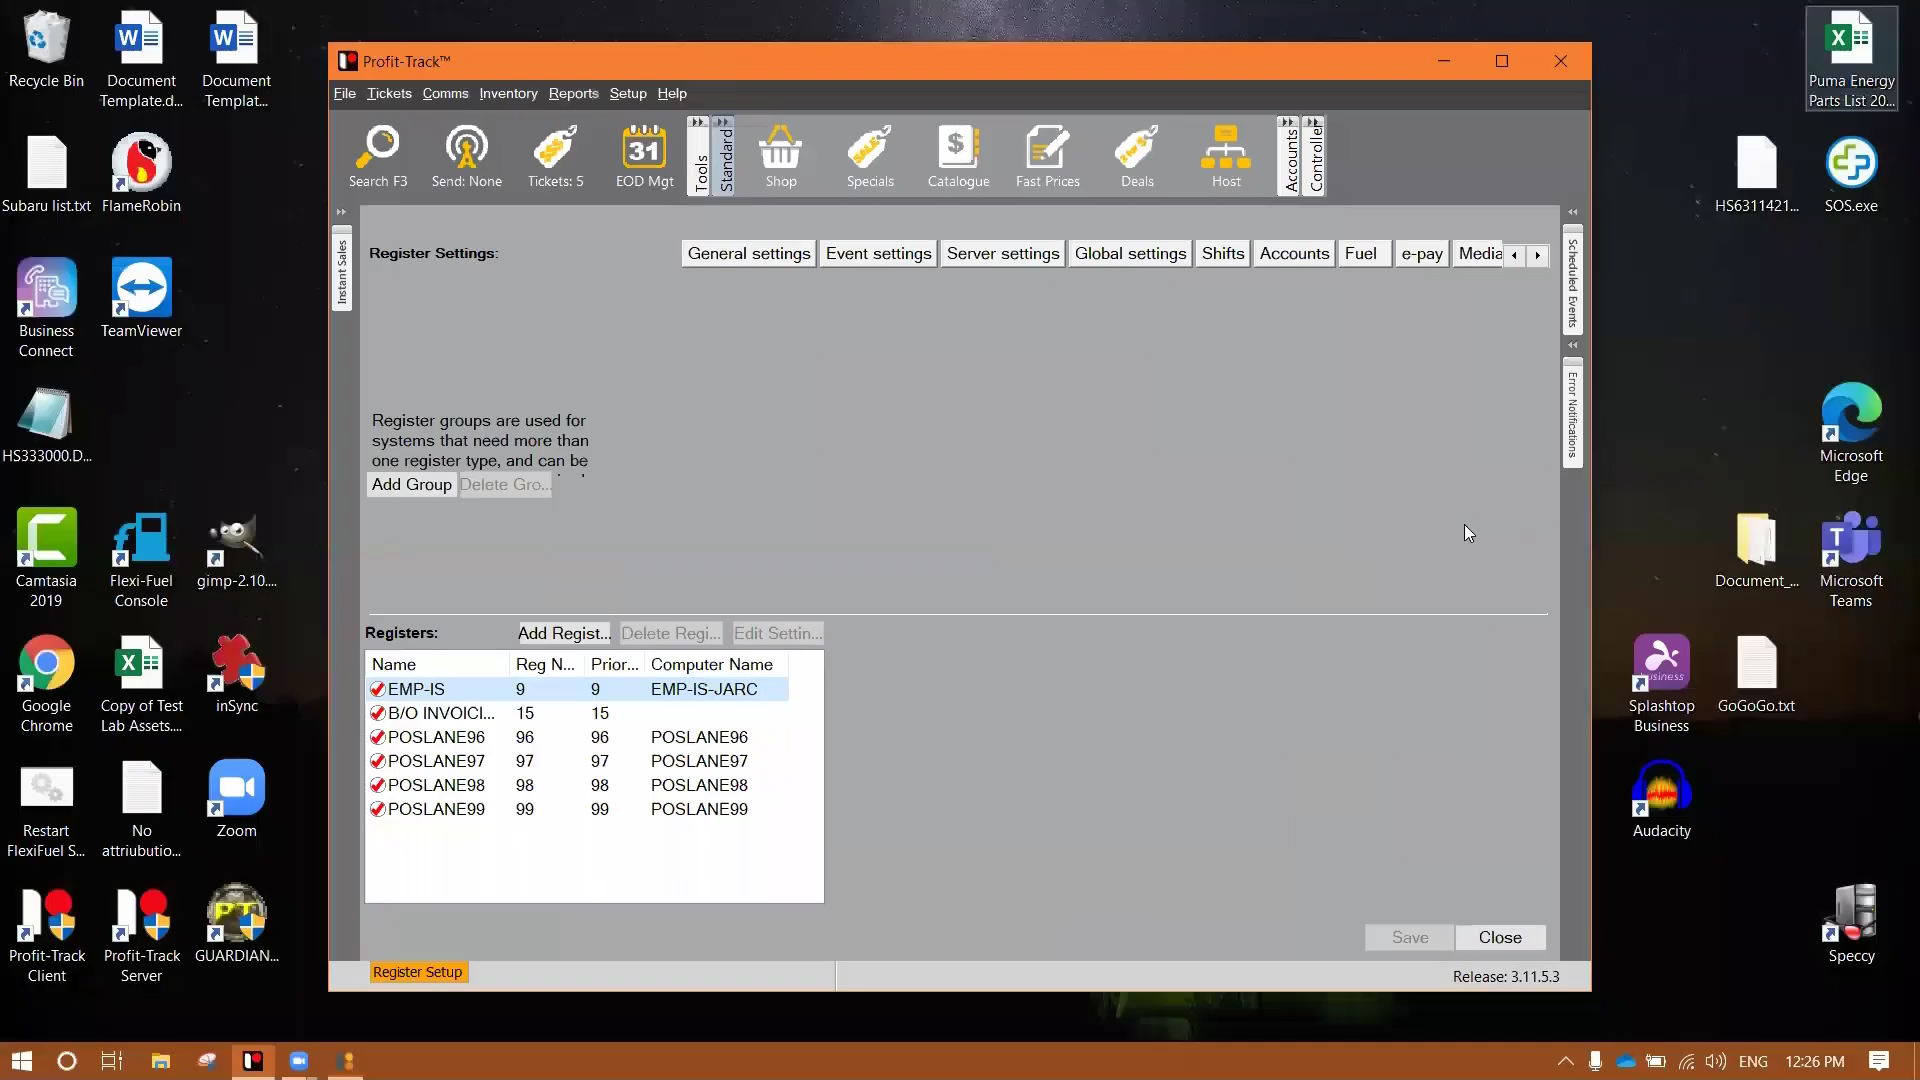 Recycle Bin
Document
Template.d...
Document
Templat...
Subaru list.txt
FlameRobin
Business
Connect
TeamViewer
HS333000.D...
Camtasia
2019
Flexi-Fuel
Console
gimp-2.10....
Google
Chrome
Copy of Test
Lab Assets....
inSync
Restart
FlexiFuel S...
No
attriubutio...
Zoom
Profit-Track
Client
Profit-Track
Server
GUARDIAN...
Profit-Track™
File
Tickets
Comms
Inventory
Reports
Setup
Help
Search F3
Send: None
31
Tickets: 5
EOD Mgt
Tools
Standard
Shop
SALE
Specials
Catalogue
Fast Prices
2 for $
Deals
Host
Accounts
Controller
Instant Sales
Register Settings:
General settings
Event settings
Server settings
Global settings
Shifts
Accounts
Fuel
e-pay
Media
Scheduled Events
Error Notifications
Register groups are used for
systems that need more than
one register type, and can be
Add Group
Delete Gro...
Registers:
Add Regist...
Delete Regi...
Edit Settin...
Name Reg N... Prior... Computer Name
EMP-IS 9 9 EMP-IS-JARC
B/O INVOICI... 15 15
POSLANE96 96 96 POSLANE96
POSLANE97 97 97 POSLANE97
POSLANE98 98 98 POSLANE98
POSLANE99 99 99 POSLANE99
Save
Close
Register Setup
Release: 3.11.5.3
Puma Energy
Parts List 20...
HS6311421...
SOS.exe
Microsoft
Edge
Document_...
Microsoft
Teams
Splashtop
Business
GoGoGo.txt
Audacity
Speccy
ENG
12:26 PM